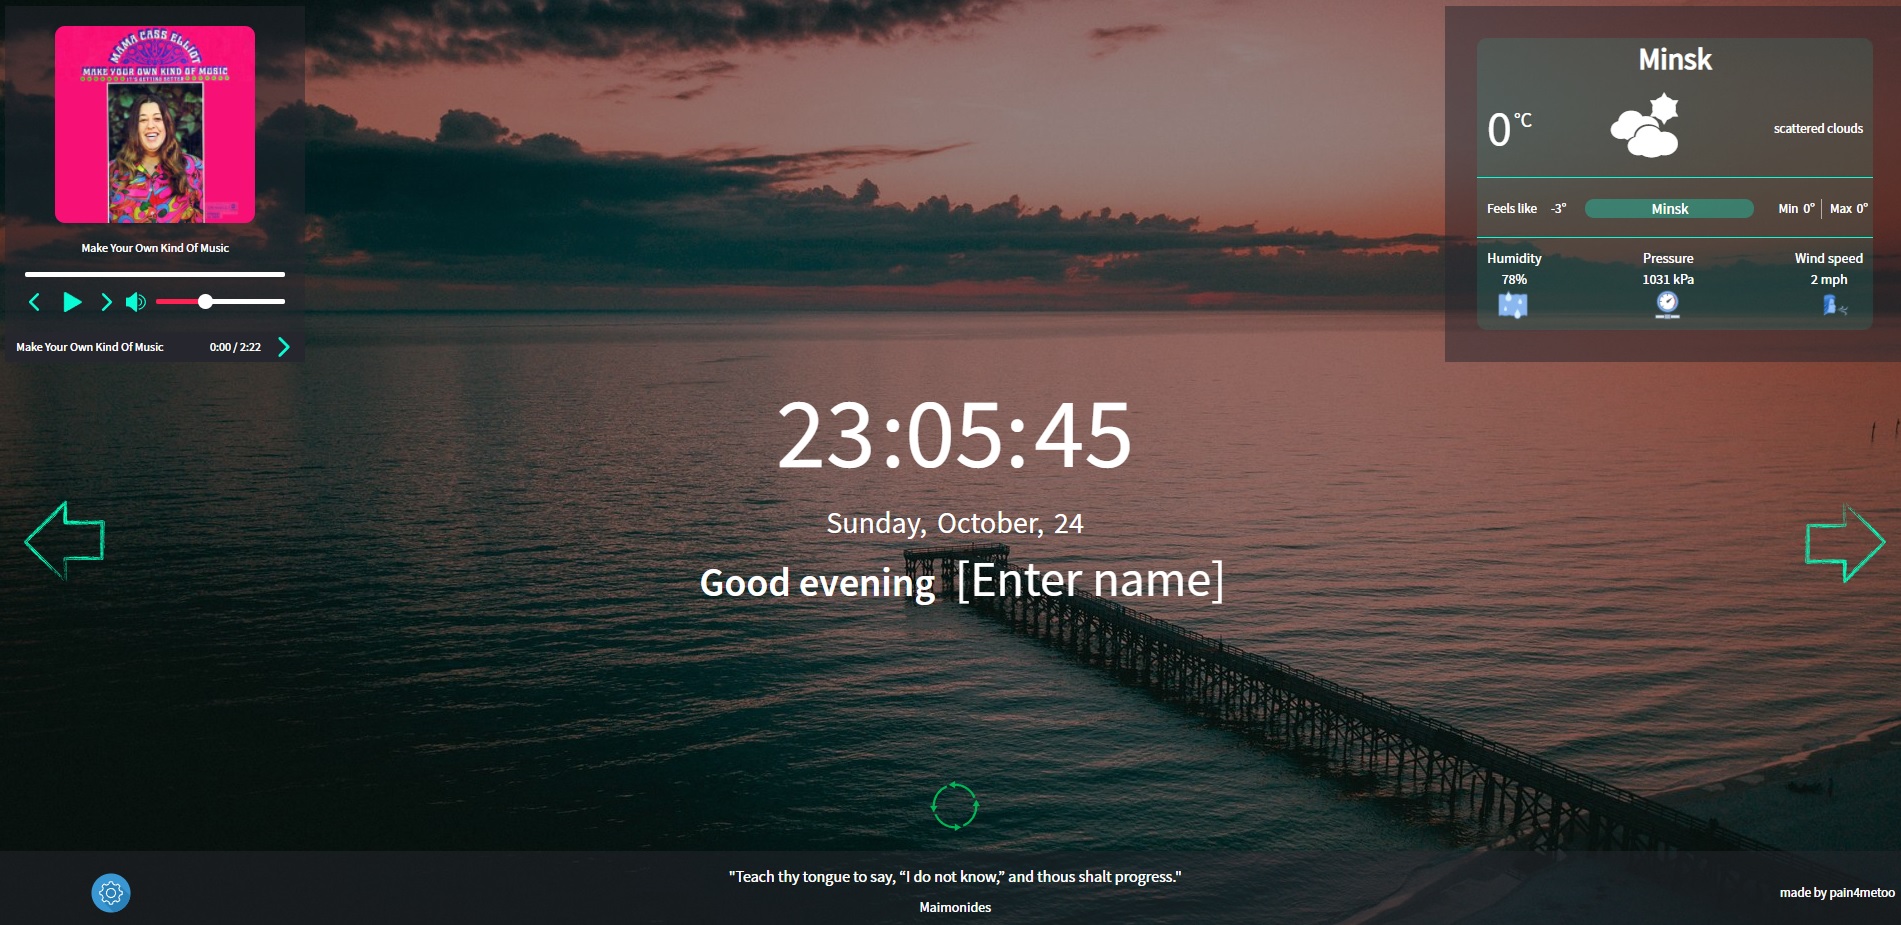 MAMA CASS ELLIOT
MAKE YOUR OWN KIND OF MUSIC
IT'S GETTING BETTER
Make Your Own Kind Of Music
Make Your Own Kind Of Music 0:00 / 2:22
Minsk
0°C scattered clouds
Feels like -3° Minsk Min 0° Max 0°
Humidity Pressure Wind speed
78% 1031 kPa 2 mph
23:05:45
Sunday, October, 24
Good evening [Enter name]
"Teach thy tongue to say, “I do not know,” and thous shalt progress."
Maimonides
made by pain4metoo